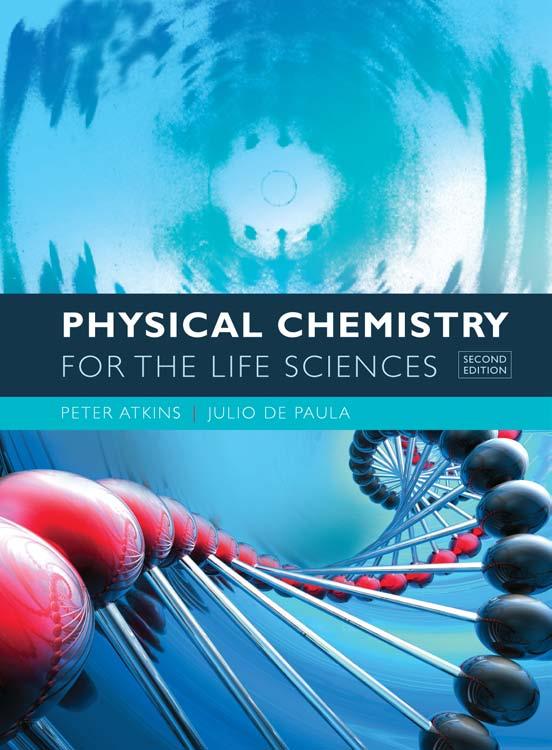 PHYSICAL CHEMISTRY
FOR THE LIFE SCIENCES
SECOND
EDITION
PETER ATKINS | JULIO DE PAULA